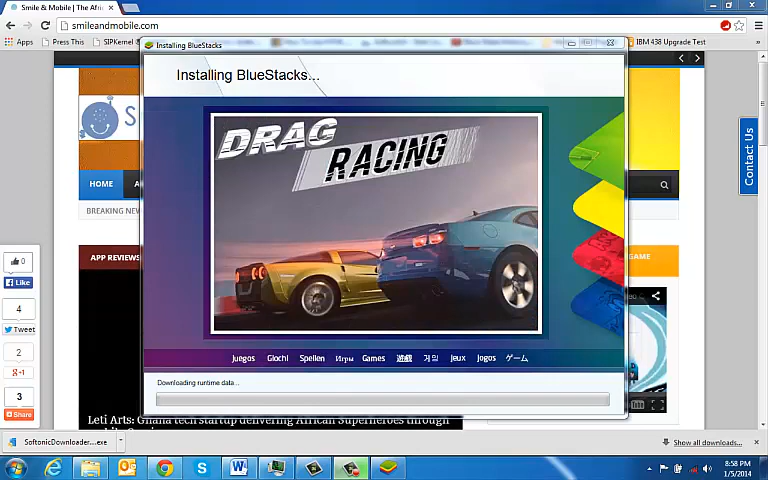 Smile & Mobile | The Afri
smileandmobile.com
Apps
Press This
SIPKernel
IBM 438 Upgrade Test
Installing BlueStacks
Installing BlueStacks...
DRAG
RACING
Contact Us
HOME
A
BREAKING NEW
0
Like
APP REVIEWS
GAME
4
Tweet
2
+1
3
Share
Juegos Giochi Spellen Игры Games 遊戲 게임 Jeux Jogos ゲーム
Downloading runtime data...
Leti Arts: Ghana tech startup delivering African Superheroes through
SoftonicDownloader....exe
Show all downloads...
8:58 PM
1/5/2014